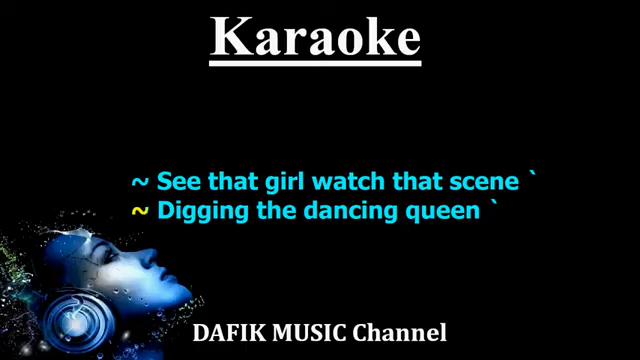 Karaoke
~ See that girl watch that scene `
~ Digging the dancing queen `
DAFIK MUSIC Channel